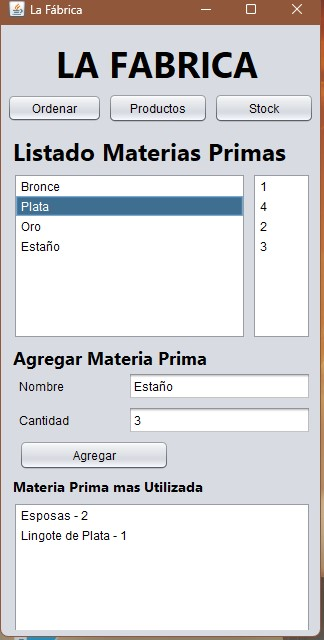 La Fábrica
LA FABRICA
Ordenar Productos Stock
Listado Materias Primas
Bronce 1
Plata 4
Oro 2
Estaño 3
Agregar Materia Prima
Nombre Estaño
Cantidad 3
Agregar
Materia Prima mas Utilizada
Esposas - 2
Lingote de Plata - 1